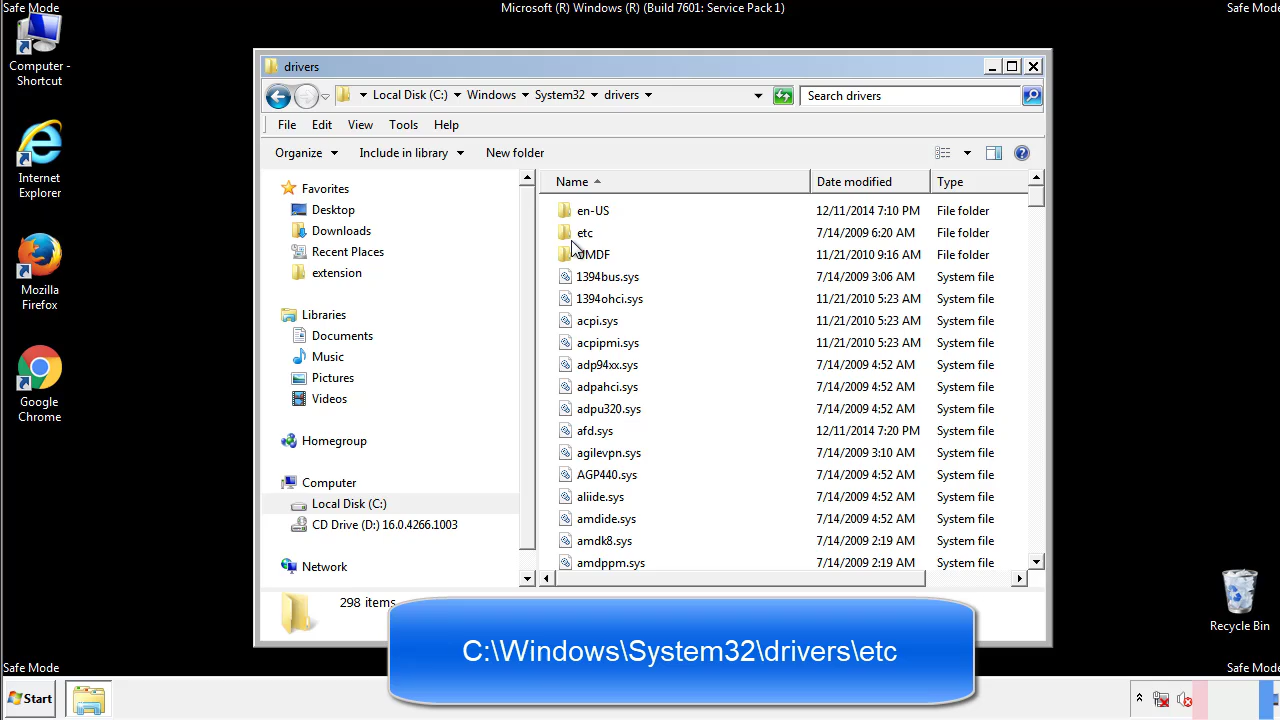 Safe Mode
Microsoft (R) Windows (R) (Build 7601: Service Pack 1)
Safe Mode
Computer -
Shortcut
Internet
Explorer
Mozilla
Firefox
Google
Chrome
drivers
Local Disk (C:) Windows System32 drivers
Search drivers
File Edit View Tools Help
Organize Include in library New folder
Favorites
Desktop
Downloads
Recent Places
extension
Libraries
Documents
Music
Pictures
Videos
Homegroup
Computer
Local Disk (C:)
CD Drive (D:) 16.0.4266.1003
Network
Name Date modified Type
en-US 12/11/2014 7:10 PM File folder
etc 7/14/2009 6:20 AM File folder
UMDF 11/21/2010 9:16 AM File folder
1394bus.sys 7/14/2009 3:06 AM System file
1394ohci.sys 11/21/2010 5:23 AM System file
acpi.sys 11/21/2010 5:23 AM System file
acpipmi.sys 11/21/2010 5:23 AM System file
adp94xx.sys 7/14/2009 4:52 AM System file
adpahci.sys 7/14/2009 4:52 AM System file
adpu320.sys 7/14/2009 4:52 AM System file
afd.sys 12/11/2014 7:20 PM System file
agilevpn.sys 7/14/2009 3:10 AM System file
AGP440.sys 7/14/2009 4:52 AM System file
aliide.sys 7/14/2009 4:52 AM System file
amdide.sys 7/14/2009 4:52 AM System file
amdk8.sys 7/14/2009 2:19 AM System file
amdppm.sys 7/14/2009 2:19 AM System file
298 items
C:\Windows\System32\drivers\etc
Recycle Bin
Safe Mode
Safe Mode
Start